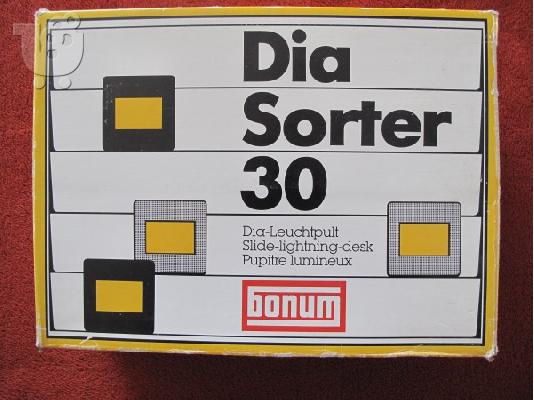 Dia
Sorter
30
Dia-Leuchtpult
Slide-lightning-desk
Pupitre lumineux
bonum